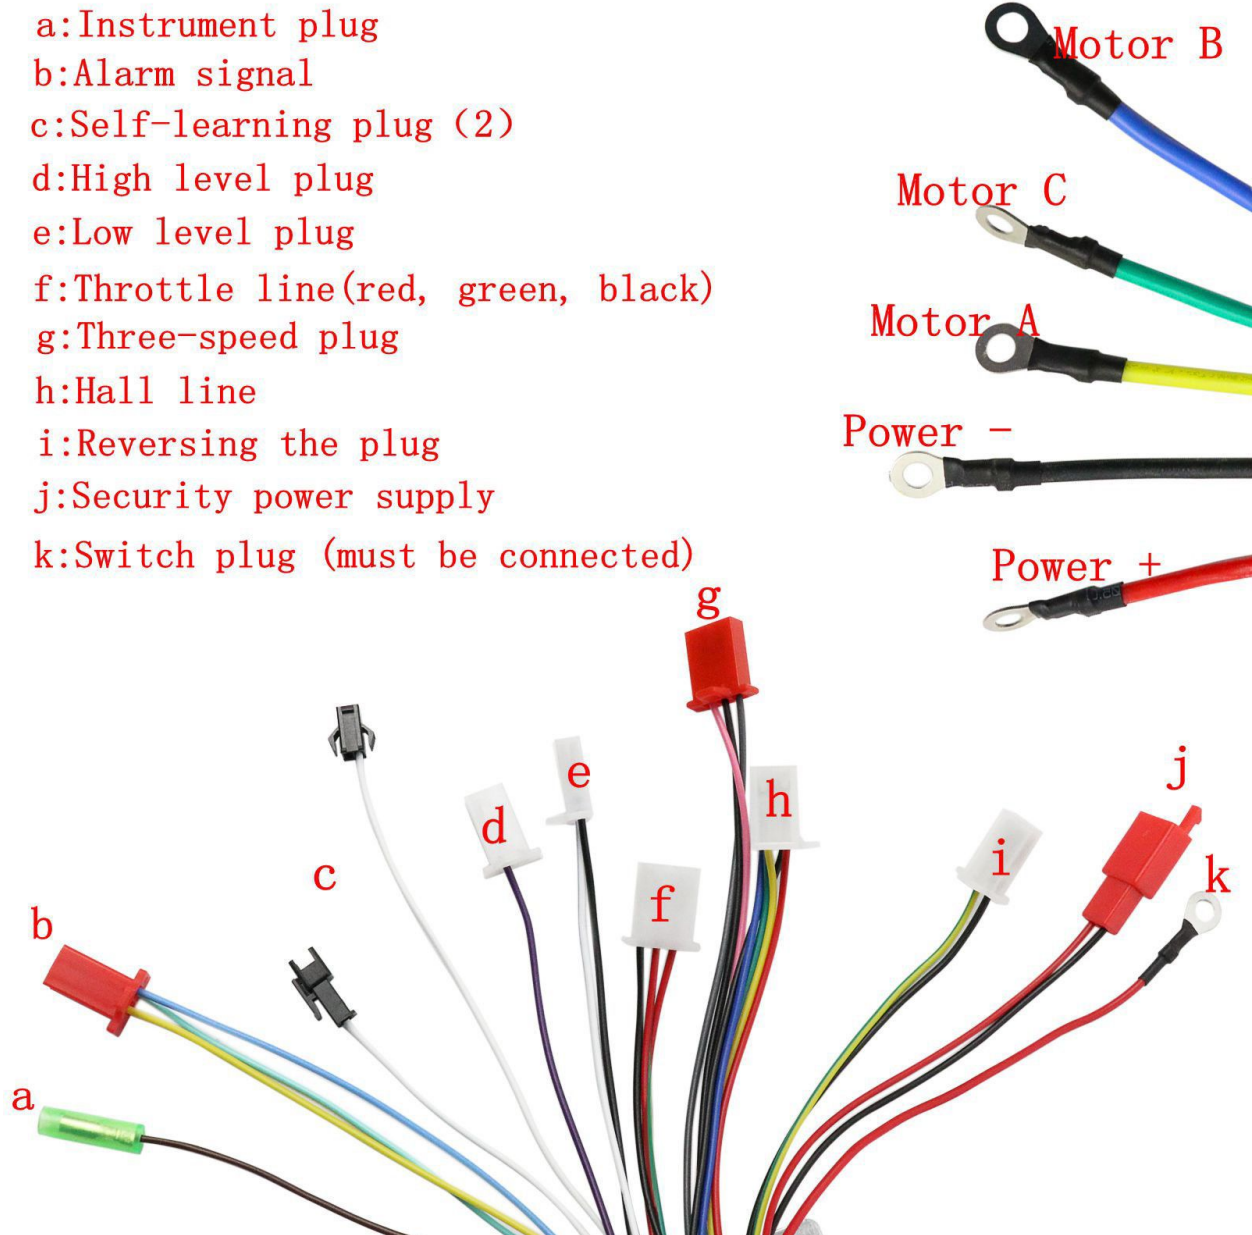 a:Instrument plug
b:Alarm signal
c:Self-learning plug（2）
d:High level plug
e:Low level plug
f:Throttle line(red, green, black)
g:Three-speed plug
h:Hall line
i:Reversing the plug
j:Security power supply
k:Switch plug (must be connected)
Motor B
Motor C
Motor A
Power -
Power +
g
c
d
e
f
h
i
j
k
b
a